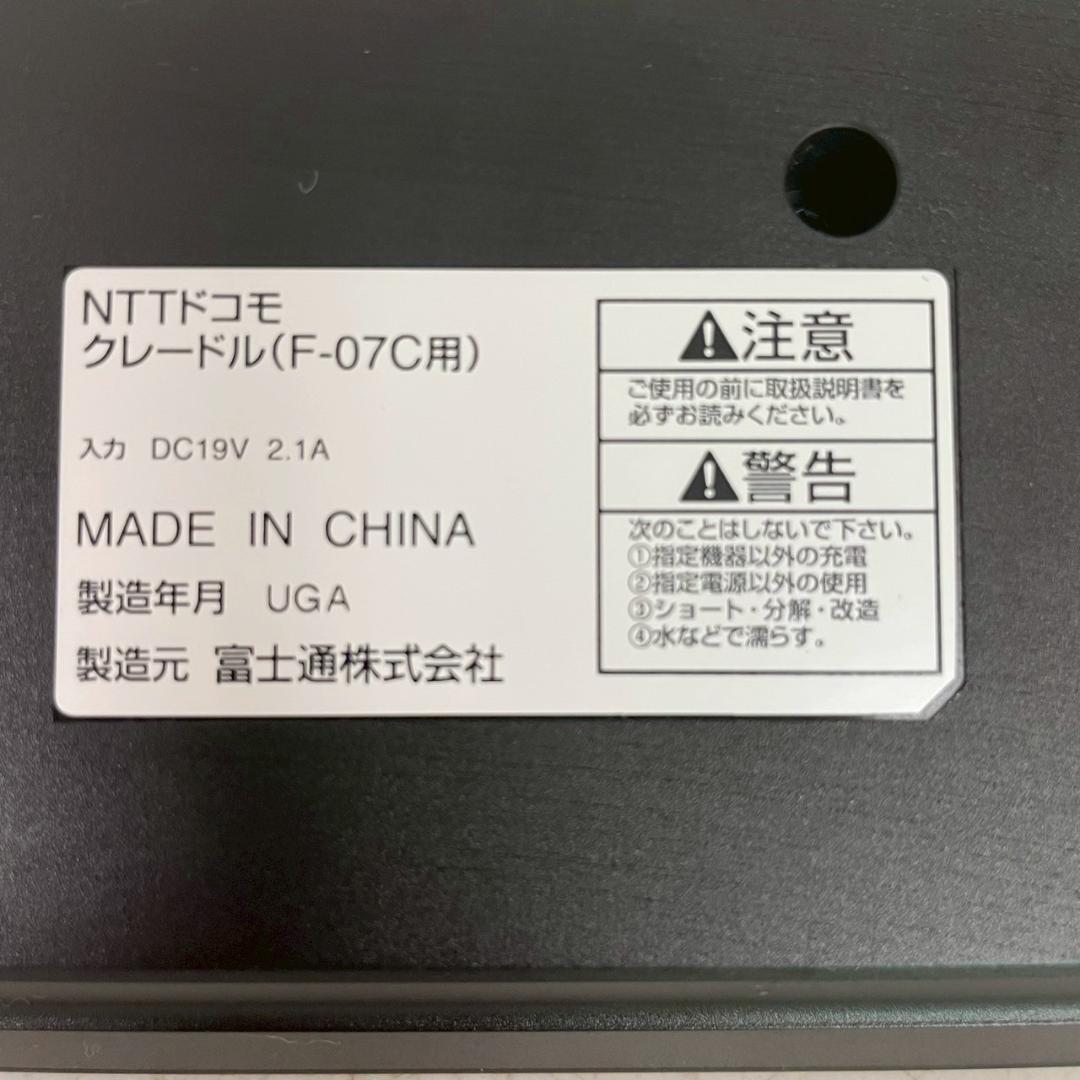 NTTドコモ
クレードル(F-07C用)
入力 DC19V 2.1A
MADE IN CHINA
製造年月 UGA
製造元 富士通株式会社
注意
ご使用の前に取扱説明書を
必ずお読みください。
警告
次のことはしないで下さい。
①指定機器以外の充電
②指定電源以外の使用
③ショート・分解・改造
④水などで濡らす。